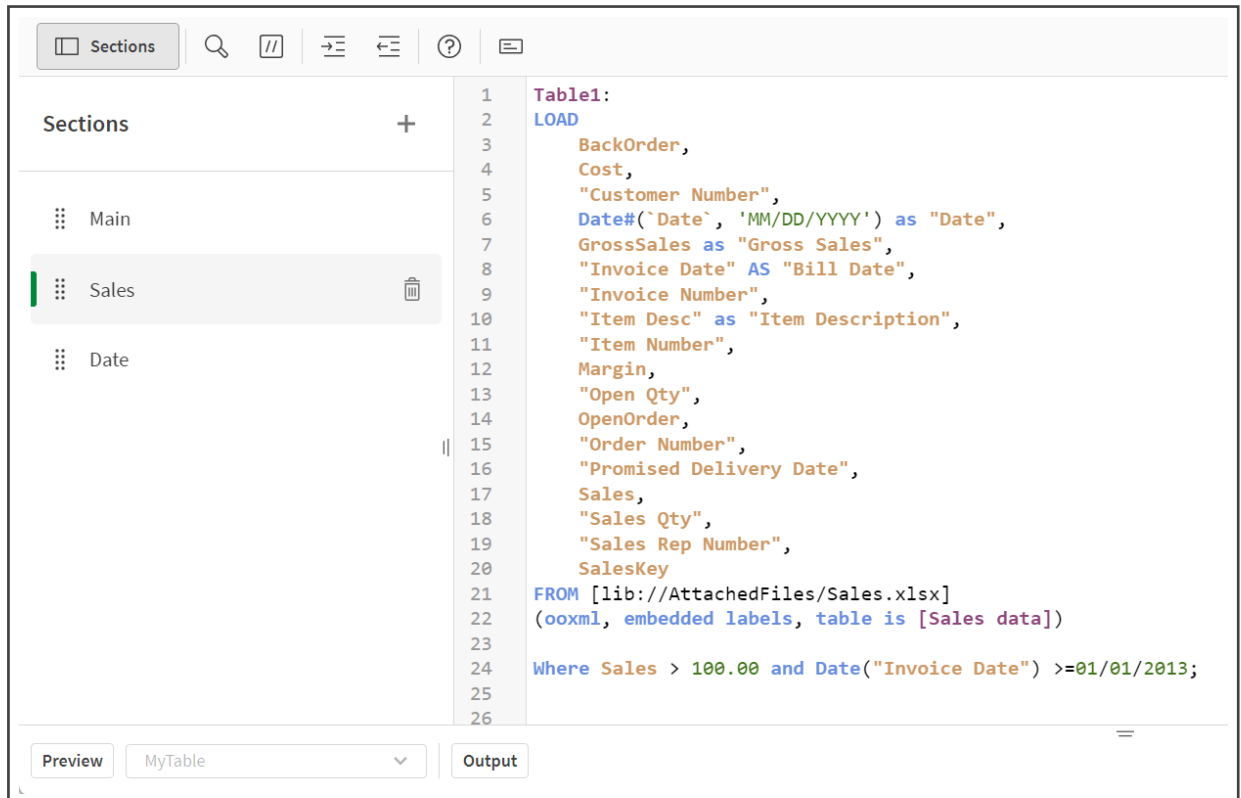 Sections
Sections
Main
Sales
Date
1 Table1:
2 LOAD
3 BackOrder,
4 Cost,
5 "Customer Number",
6 Date#(`Date`, 'MM/DD/YYYY') as "Date",
7 GrossSales as "Gross Sales",
8 "Invoice Date" AS "Bill Date",
9 "Invoice Number",
10 "Item Desc" as "Item Description",
11 "Item Number",
12 Margin,
13 "Open Qty",
14 OpenOrder,
15 "Order Number",
16 "Promised Delivery Date",
17 Sales,
18 "Sales Qty",
19 "Sales Rep Number",
20 SalesKey
21 FROM [lib://AttachedFiles/Sales.xlsx]
22 (ooxml, embedded labels, table is [Sales data])
23
24 Where Sales > 100.00 and Date("Invoice Date") >=01/01/2013;
25
26
Preview MyTable Output